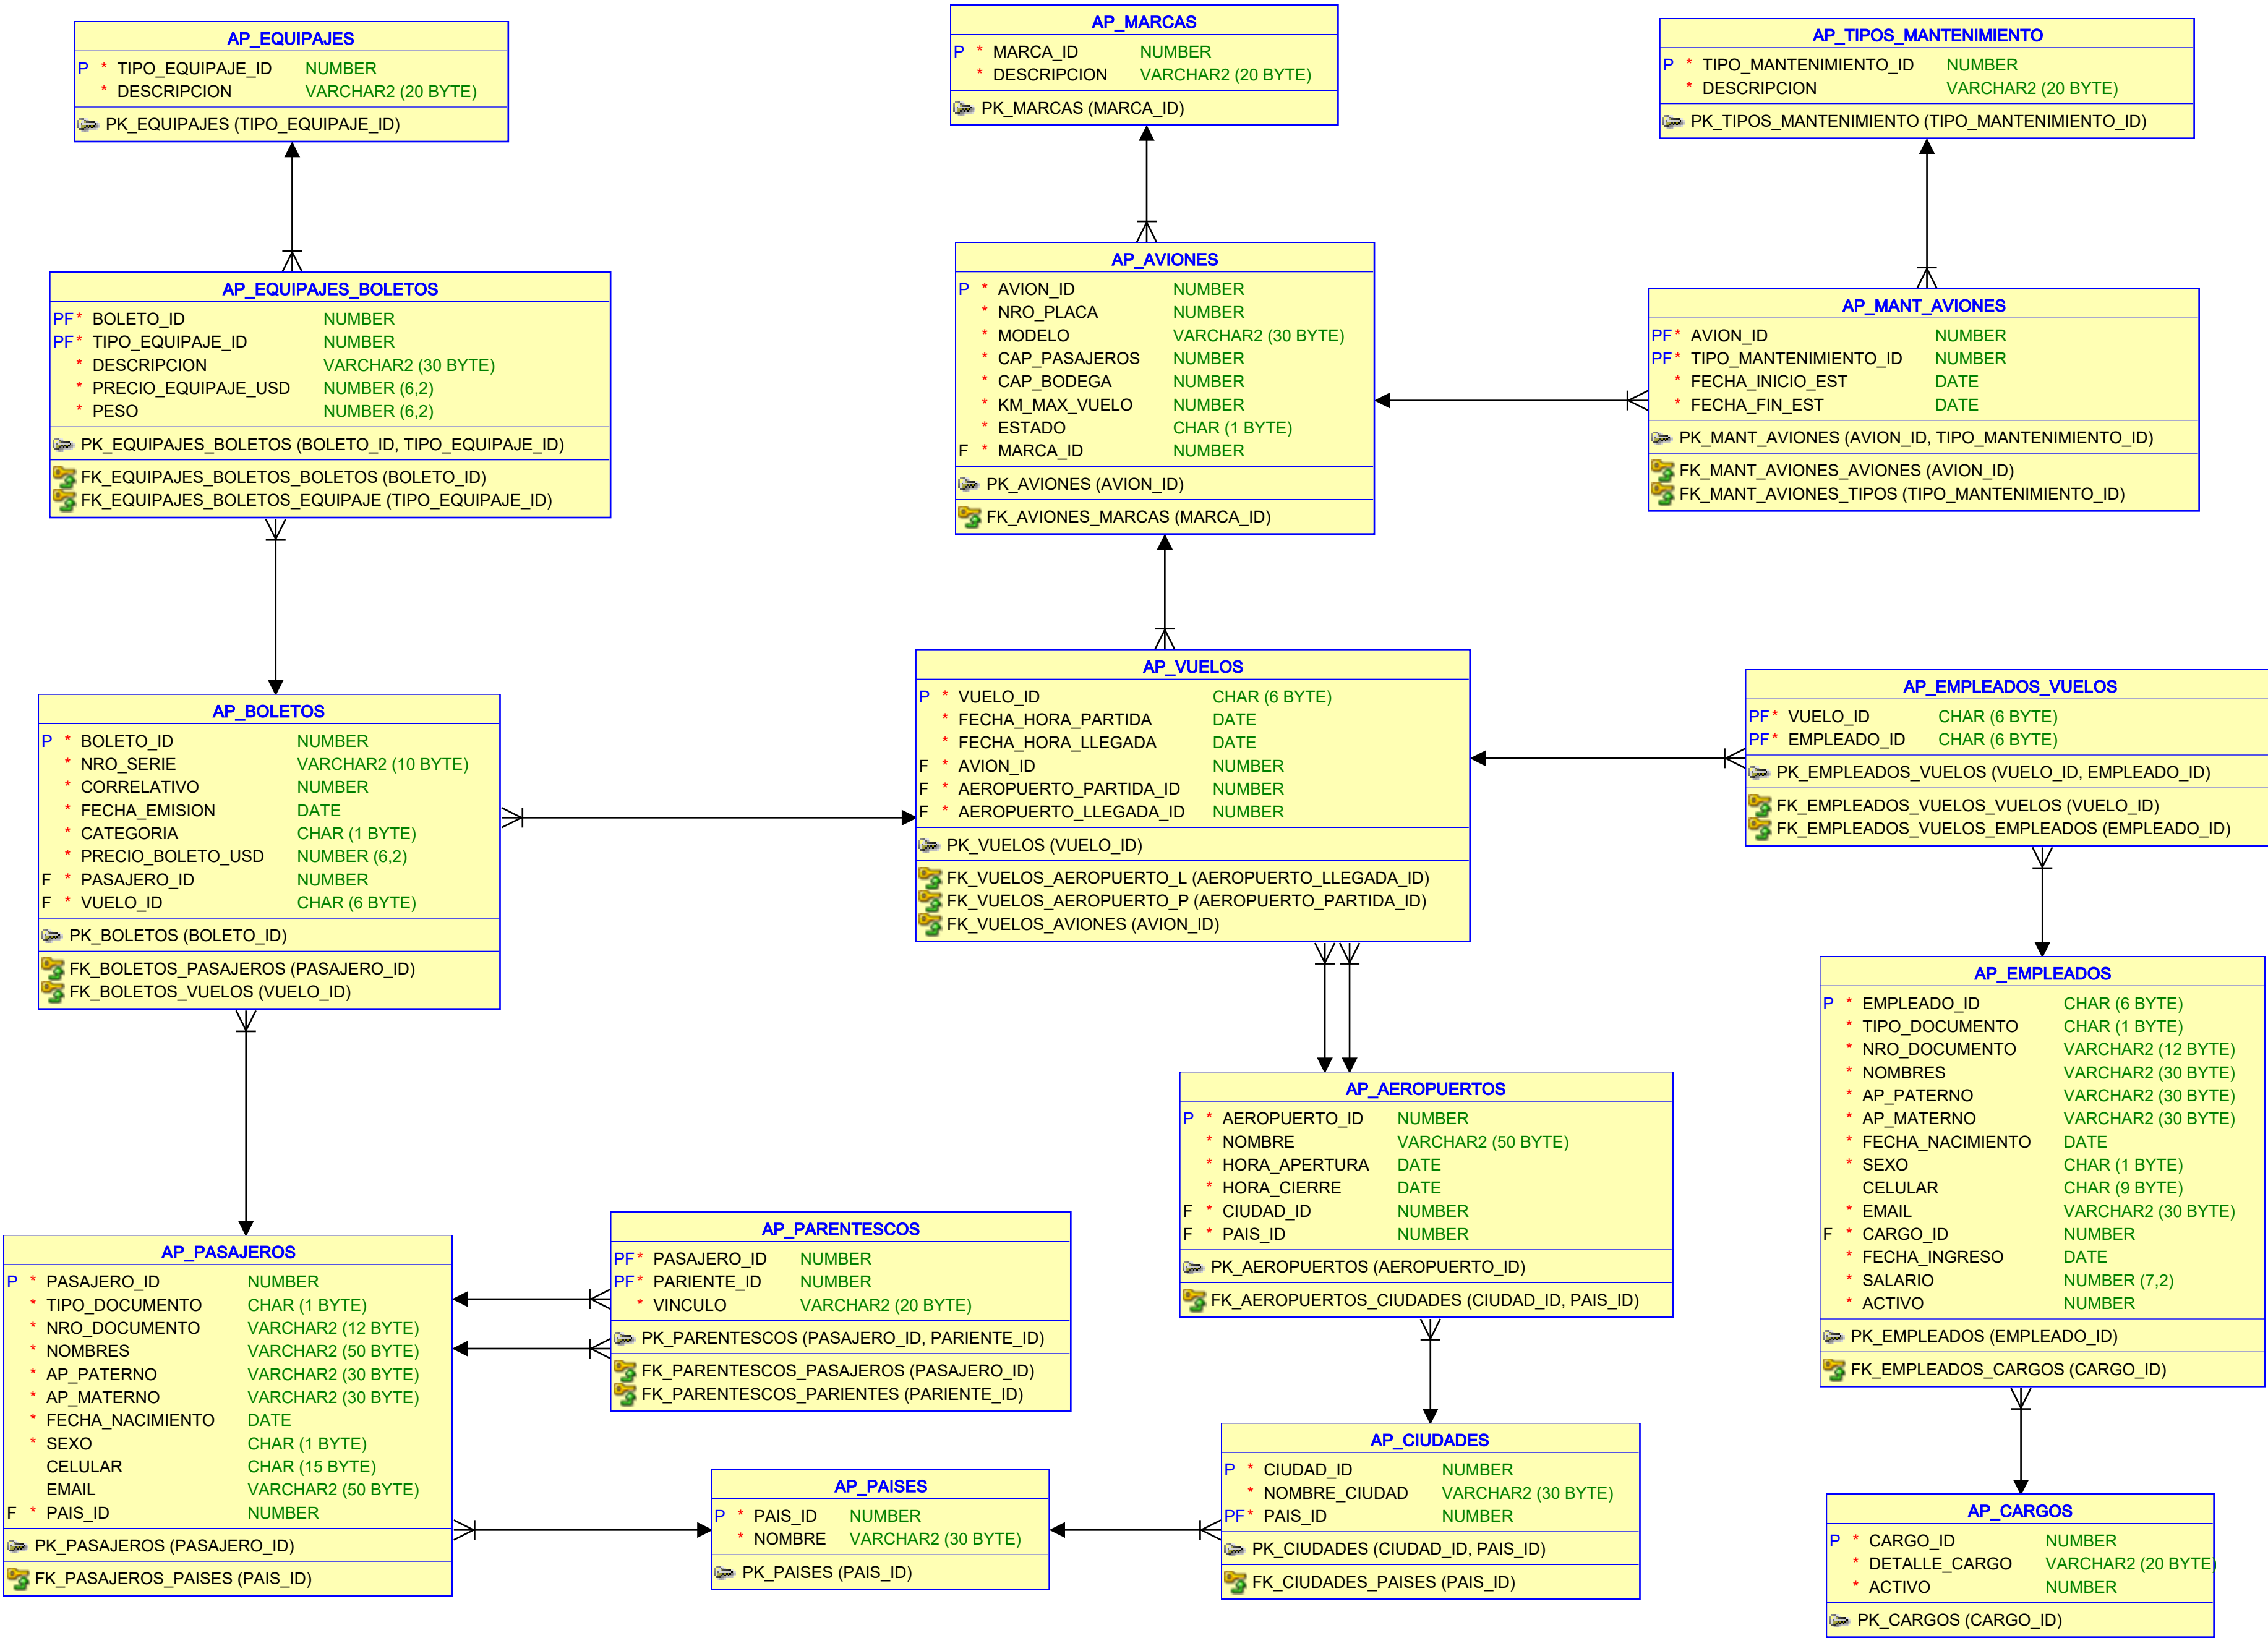 AP_EQUIPAJES
P * TIPO_EQUIPAJE_ID NUMBER
* DESCRIPCION VARCHAR2 (20 BYTE)
PK_EQUIPAJES (TIPO_EQUIPAJE_ID)
AP_MARCAS
P * MARCA_ID NUMBER
* DESCRIPCION VARCHAR2 (20 BYTE)
PK_MARCAS (MARCA_ID)
AP_TIPOS_MANTENIMIENTO
P * TIPO_MANTENIMIENTO_ID NUMBER
* DESCRIPCION VARCHAR2 (20 BYTE)
PK_TIPOS_MANTENIMIENTO (TIPO_MANTENIMIENTO_ID)
AP_EQUIPAJES_BOLETOS
PF* BOLETO_ID NUMBER
PF* TIPO_EQUIPAJE_ID NUMBER
* DESCRIPCION VARCHAR2 (30 BYTE)
* PRECIO_EQUIPAJE_USD NUMBER (6,2)
* PESO NUMBER (6,2)
PK_EQUIPAJES_BOLETOS (BOLETO_ID, TIPO_EQUIPAJE_ID)
FK_EQUIPAJES_BOLETOS_BOLETOS (BOLETO_ID)
FK_EQUIPAJES_BOLETOS_EQUIPAJE (TIPO_EQUIPAJE_ID)
AP_AVIONES
P * AVION_ID NUMBER
* NRO_PLACA NUMBER
* MODELO VARCHAR2 (30 BYTE)
* CAP_PASAJEROS NUMBER
* CAP_BODEGA NUMBER
* KM_MAX_VUELO NUMBER
* ESTADO CHAR (1 BYTE)
F * MARCA_ID NUMBER
PK_AVIONES (AVION_ID)
FK_AVIONES_MARCAS (MARCA_ID)
AP_MANT_AVIONES
PF* AVION_ID NUMBER
PF* TIPO_MANTENIMIENTO_ID NUMBER
* FECHA_INICIO_EST DATE
* FECHA_FIN_EST DATE
PK_MANT_AVIONES (AVION_ID, TIPO_MANTENIMIENTO_ID)
FK_MANT_AVIONES_AVIONES (AVION_ID)
FK_MANT_AVIONES_TIPOS (TIPO_MANTENIMIENTO_ID)
AP_BOLETOS
P * BOLETO_ID NUMBER
* NRO_SERIE VARCHAR2 (10 BYTE)
* CORRELATIVO NUMBER
* FECHA_EMISION DATE
* CATEGORIA CHAR (1 BYTE)
* PRECIO_BOLETO_USD NUMBER (6,2)
F * PASAJERO_ID NUMBER
F * VUELO_ID CHAR (6 BYTE)
PK_BOLETOS (BOLETO_ID)
FK_BOLETOS_PASAJEROS (PASAJERO_ID)
FK_BOLETOS_VUELOS (VUELO_ID)
AP_VUELOS
P * VUELO_ID CHAR (6 BYTE)
* FECHA_HORA_PARTIDA DATE
* FECHA_HORA_LLEGADA DATE
F * AVION_ID NUMBER
F * AEROPUERTO_PARTIDA_ID NUMBER
F * AEROPUERTO_LLEGADA_ID NUMBER
PK_VUELOS (VUELO_ID)
FK_VUELOS_AEROPUERTO_L (AEROPUERTO_LLEGADA_ID)
FK_VUELOS_AEROPUERTO_P (AEROPUERTO_PARTIDA_ID)
FK_VUELOS_AVIONES (AVION_ID)
AP_EMPLEADOS_VUELOS
PF* VUELO_ID CHAR (6 BYTE)
PF* EMPLEADO_ID CHAR (6 BYTE)
PK_EMPLEADOS_VUELOS (VUELO_ID, EMPLEADO_ID)
FK_EMPLEADOS_VUELOS_VUELOS (VUELO_ID)
FK_EMPLEADOS_VUELOS_EMPLEADOS (EMPLEADO_ID)
AP_EMPLEADOS
P * EMPLEADO_ID CHAR (6 BYTE)
* TIPO_DOCUMENTO CHAR (1 BYTE)
* NRO_DOCUMENTO VARCHAR2 (12 BYTE)
* NOMBRES VARCHAR2 (30 BYTE)
* AP_PATERNO VARCHAR2 (30 BYTE)
* AP_MATERNO VARCHAR2 (30 BYTE)
* FECHA_NACIMIENTO DATE
* SEXO CHAR (1 BYTE)
CELULAR CHAR (9 BYTE)
* EMAIL VARCHAR2 (30 BYTE)
F * CARGO_ID NUMBER
* FECHA_INGRESO DATE
* SALARIO NUMBER (7,2)
* ACTIVO NUMBER
PK_EMPLEADOS (EMPLEADO_ID)
FK_EMPLEADOS_CARGOS (CARGO_ID)
AP_AEROPUERTOS
P * AEROPUERTO_ID NUMBER
* NOMBRE VARCHAR2 (50 BYTE)
* HORA_APERTURA DATE
* HORA_CIERRE DATE
F * CIUDAD_ID NUMBER
F * PAIS_ID NUMBER
PK_AEROPUERTOS (AEROPUERTO_ID)
FK_AEROPUERTOS_CIUDADES (CIUDAD_ID, PAIS_ID)
AP_PASAJEROS
P * PASAJERO_ID NUMBER
* TIPO_DOCUMENTO CHAR (1 BYTE)
* NRO_DOCUMENTO VARCHAR2 (12 BYTE)
* NOMBRES VARCHAR2 (50 BYTE)
* AP_PATERNO VARCHAR2 (30 BYTE)
* AP_MATERNO VARCHAR2 (30 BYTE)
* FECHA_NACIMIENTO DATE
* SEXO CHAR (1 BYTE)
CELULAR CHAR (15 BYTE)
EMAIL VARCHAR2 (50 BYTE)
F * PAIS_ID NUMBER
PK_PASAJEROS (PASAJERO_ID)
FK_PASAJEROS_PAISES (PAIS_ID)
AP_PARENTESCOS
PF* PASAJERO_ID NUMBER
PF* PARIENTE_ID NUMBER
* VINCULO VARCHAR2 (20 BYTE)
PK_PARENTESCOS (PASAJERO_ID, PARIENTE_ID)
FK_PARENTESCOS_PASAJEROS (PASAJERO_ID)
FK_PARENTESCOS_PARIENTES (PARIENTE_ID)
AP_PAISES
P * PAIS_ID NUMBER
* NOMBRE VARCHAR2 (30 BYTE)
PK_PAISES (PAIS_ID)
AP_CIUDADES
P * CIUDAD_ID NUMBER
* NOMBRE_CIUDAD VARCHAR2 (30 BYTE)
PF* PAIS_ID NUMBER
PK_CIUDADES (CIUDAD_ID, PAIS_ID)
FK_CIUDADES_PAISES (PAIS_ID)
AP_CARGOS
P * CARGO_ID NUMBER
* DETALLE_CARGO VARCHAR2 (20 BYTE)
* ACTIVO NUMBER
PK_CARGOS (CARGO_ID)